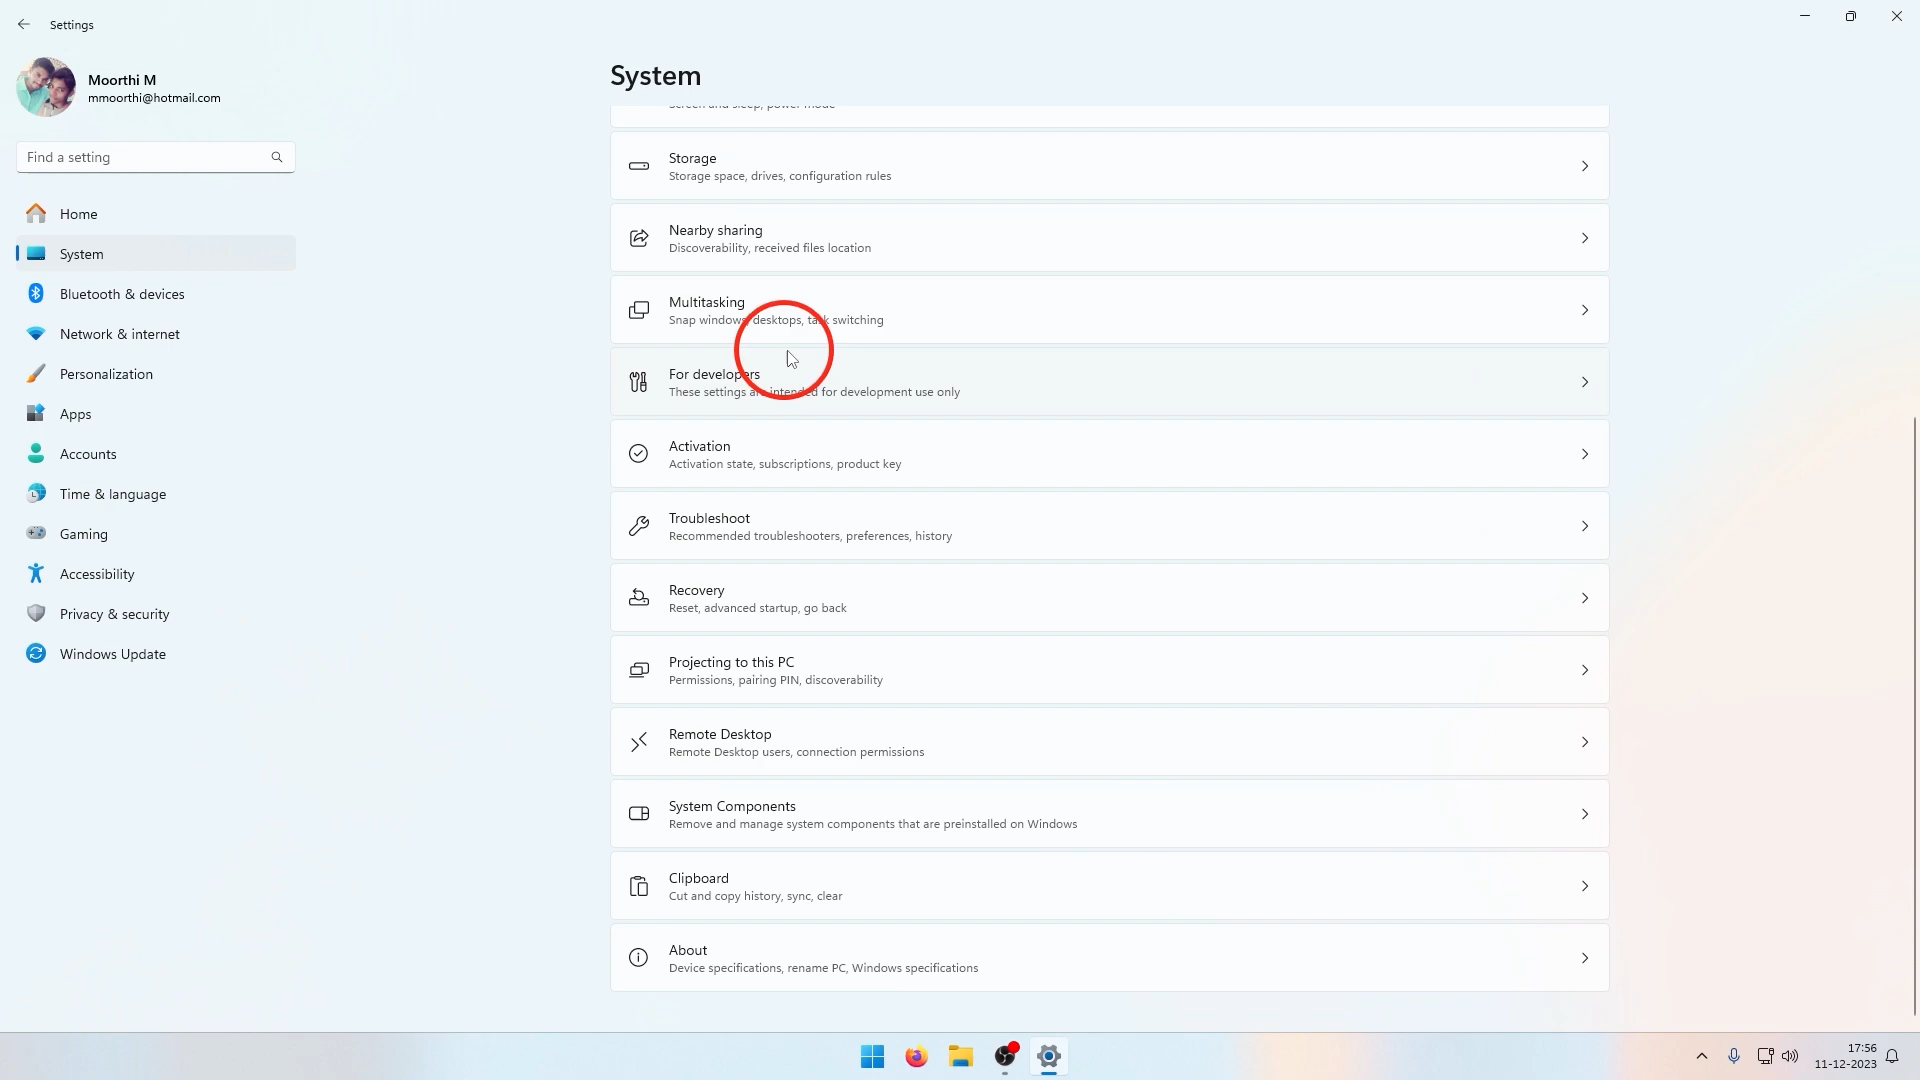 Settings
Moorthi M
mmoorthi@hotmail.com
Find a setting
Home
System
Bluetooth & devices
Network & internet
Personalization
Apps
Accounts
Time & language
Gaming
Accessibility
Privacy & security
Windows Update
System
Screen and sleep, power mode
Storage
Storage space, drives, configuration rules
Nearby sharing
Discoverability, received files location
Multitasking
Snap windows, desktops, task switching
For developers
These settings are intended for development use only
Activation
Activation state, subscriptions, product key
Troubleshoot
Recommended troubleshooters, preferences, history
Recovery
Reset, advanced startup, go back
Projecting to this PC
Permissions, pairing PIN, discoverability
Remote Desktop
Remote Desktop users, connection permissions
System Components
Remove and manage system components that are preinstalled on Windows
Clipboard
Cut and copy history, sync, clear
About
Device specifications, rename PC, Windows specifications
17:56
11-12-2023